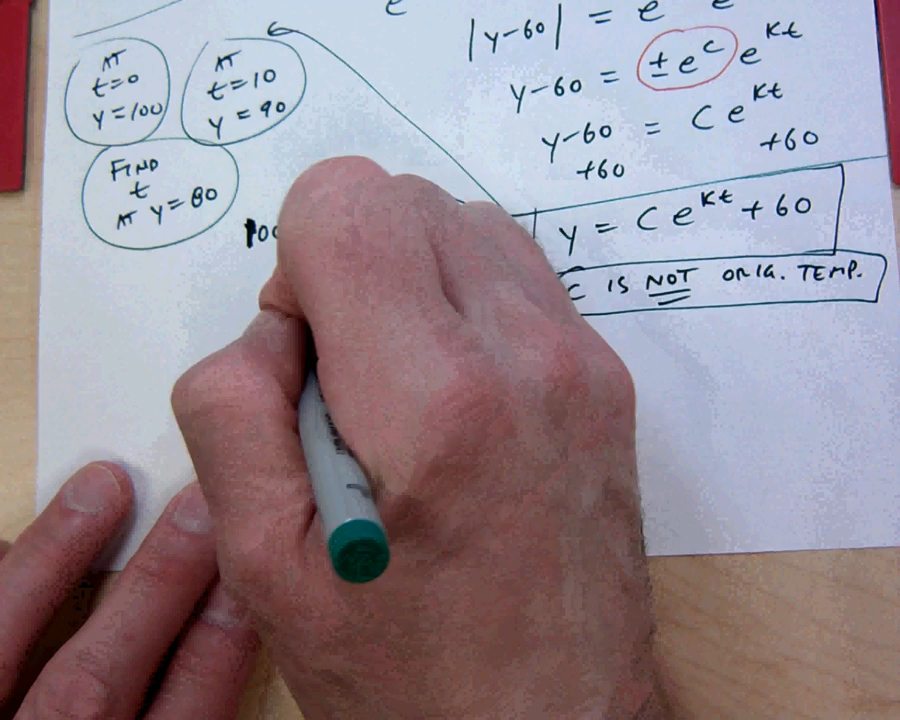 e
|y-60| = e e
AT
t=0
y=100
AT
t=10
y=90
y-60 = ±e^c e^Kt
y-60 = Ce^Kt
+60 +60
FIND
t
AT y=80
100
y = Ce^Kt + 60
C IS NOT ORIG. TEMP.